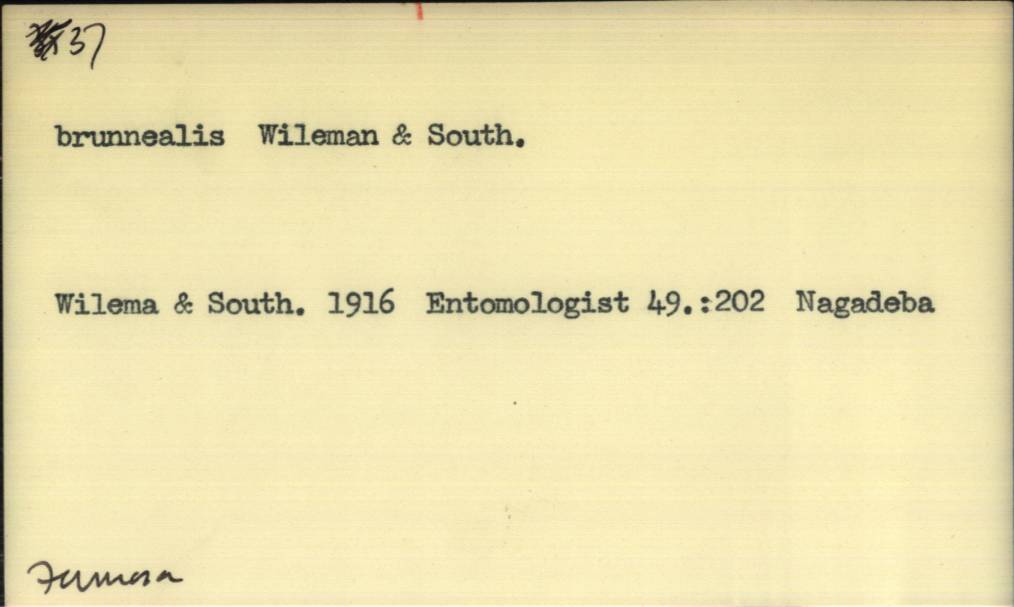 37
brunnealis Wileman & South.
Wilema & South. 1916 Entomologist 49.:202 Nagadeba
Formosa